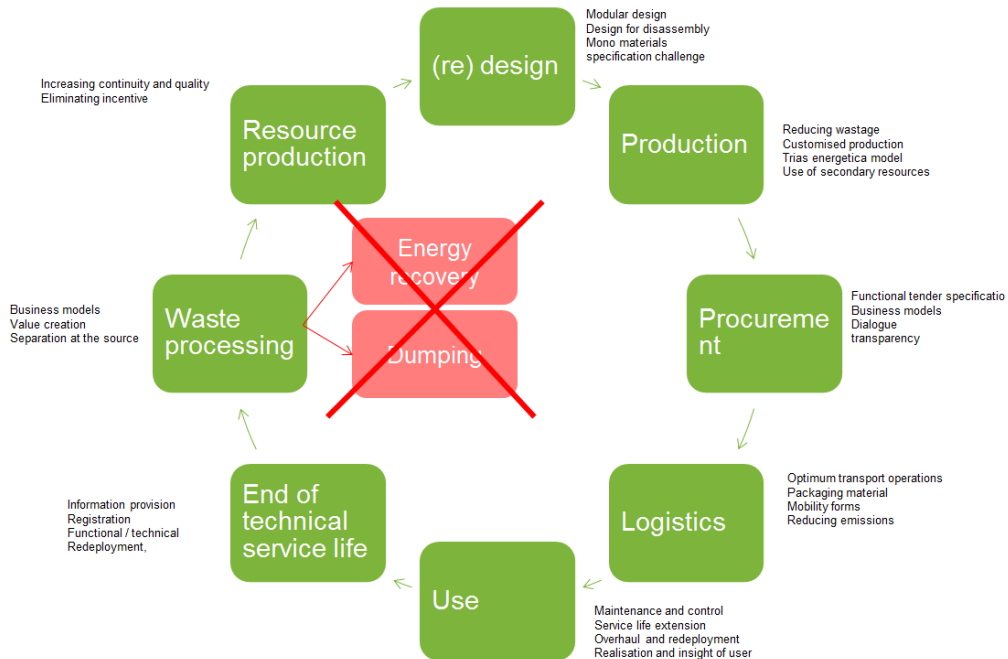 (re) design
Modular design
Design for disassembly
Mono materials
specification challenge
Production
Reducing wastage
Customised production
Trias energetica model
Use of secondary resources
Procureme
nt
Functional tender specificatio
Business models
Dialogue
transparency
Logistics
Optimum transport operations
Packaging material
Mobility forms
Reducing emissions
Use
Maintenance and control
Service life extension
Overhaul and redeployment
Realisation and insight of user
End of
technical
service life
Information provision
Registration
Functional / technical
Redeployment,
Waste
processing
Business models
Value creation
Separation at the source
Resource
production
Increasing continuity and quality
Eliminating incentive
Energy
recovery
Dumping